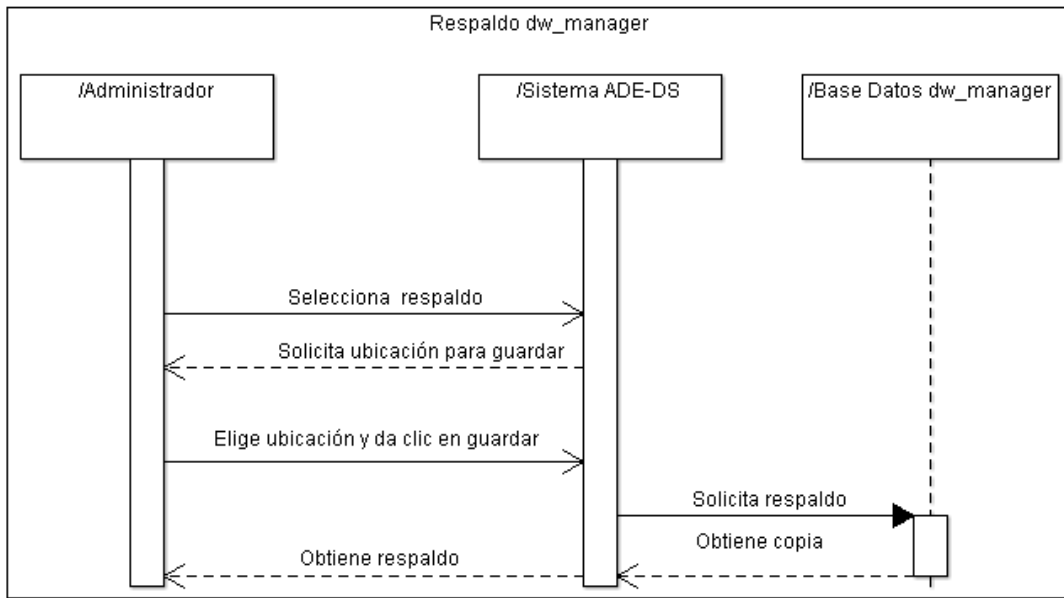 Respaldo dw_manager
/Administrador
/Sistema ADE-DS
/Base Datos dw_manager
Selecciona respaldo
Solicita ubicación para guardar
Elige ubicación y da clic en guardar
Solicita respaldo
Obtiene copia
Obtiene respaldo